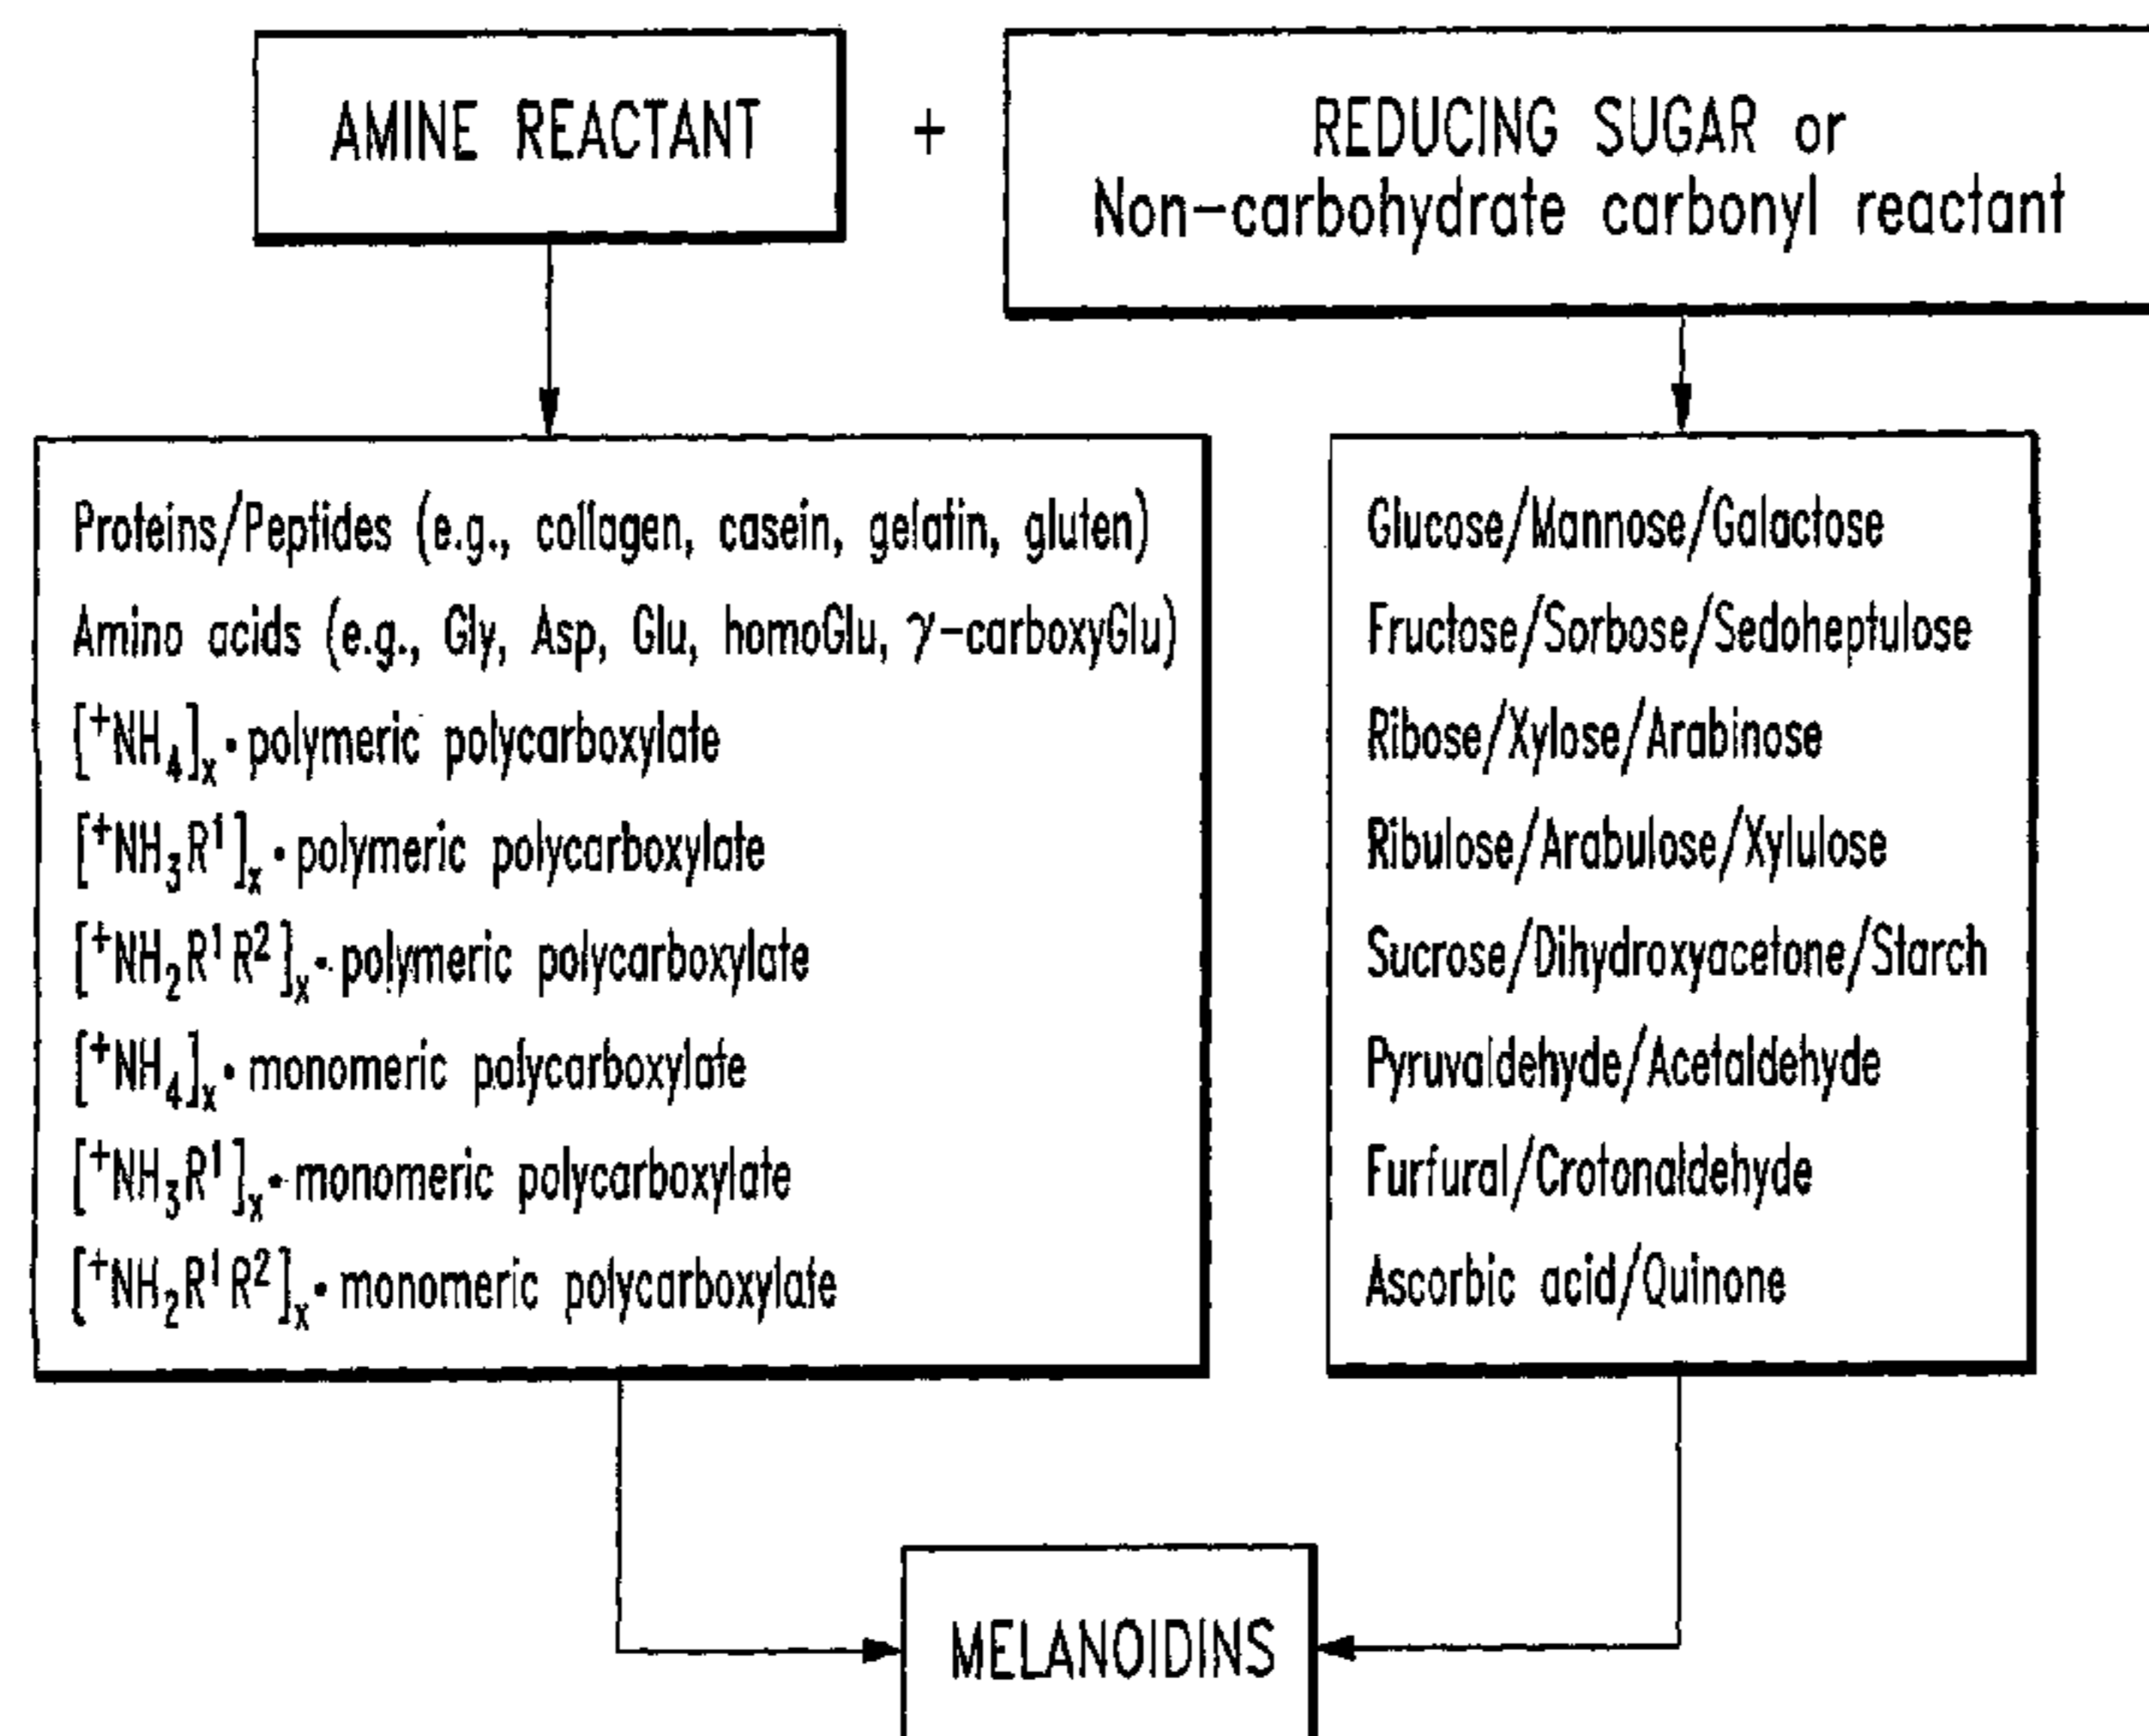 AMINE REACTANT
+
REDUCING SUGAR or
Non-carbohydrate carbonyl reactant
Proteins/Peptides (e.g., collagen, casein, gelatin, gluten)
Amino acids (e.g., Gly, Asp, Glu, homoGlu, γ-carboxyGlu)
[⁺NH₄]ₓ • polymeric polycarboxylate
[⁺NH₃R¹]ₓ • polymeric polycarboxylate
[⁺NH₂R¹R²]ₓ • polymeric polycarboxylate
[⁺NH₄]ₓ • monomeric polycarboxylate
[⁺NH₃R¹]ₓ • monomeric polycarboxylate
[⁺NH₂R¹R²]ₓ • monomeric polycarboxylate
Glucose/Mannose/Galactose
Fructose/Sorbose/Sedoheptulose
Ribose/Xylose/Arabinose
Ribulose/Arabulose/Xylulose
Sucrose/Dihydroxyacetone/Starch
Pyruvaldehyde/Acetaldehyde
Furfural/Crotonaldehyde
Ascorbic acid/Quinone
MELANOIDINS